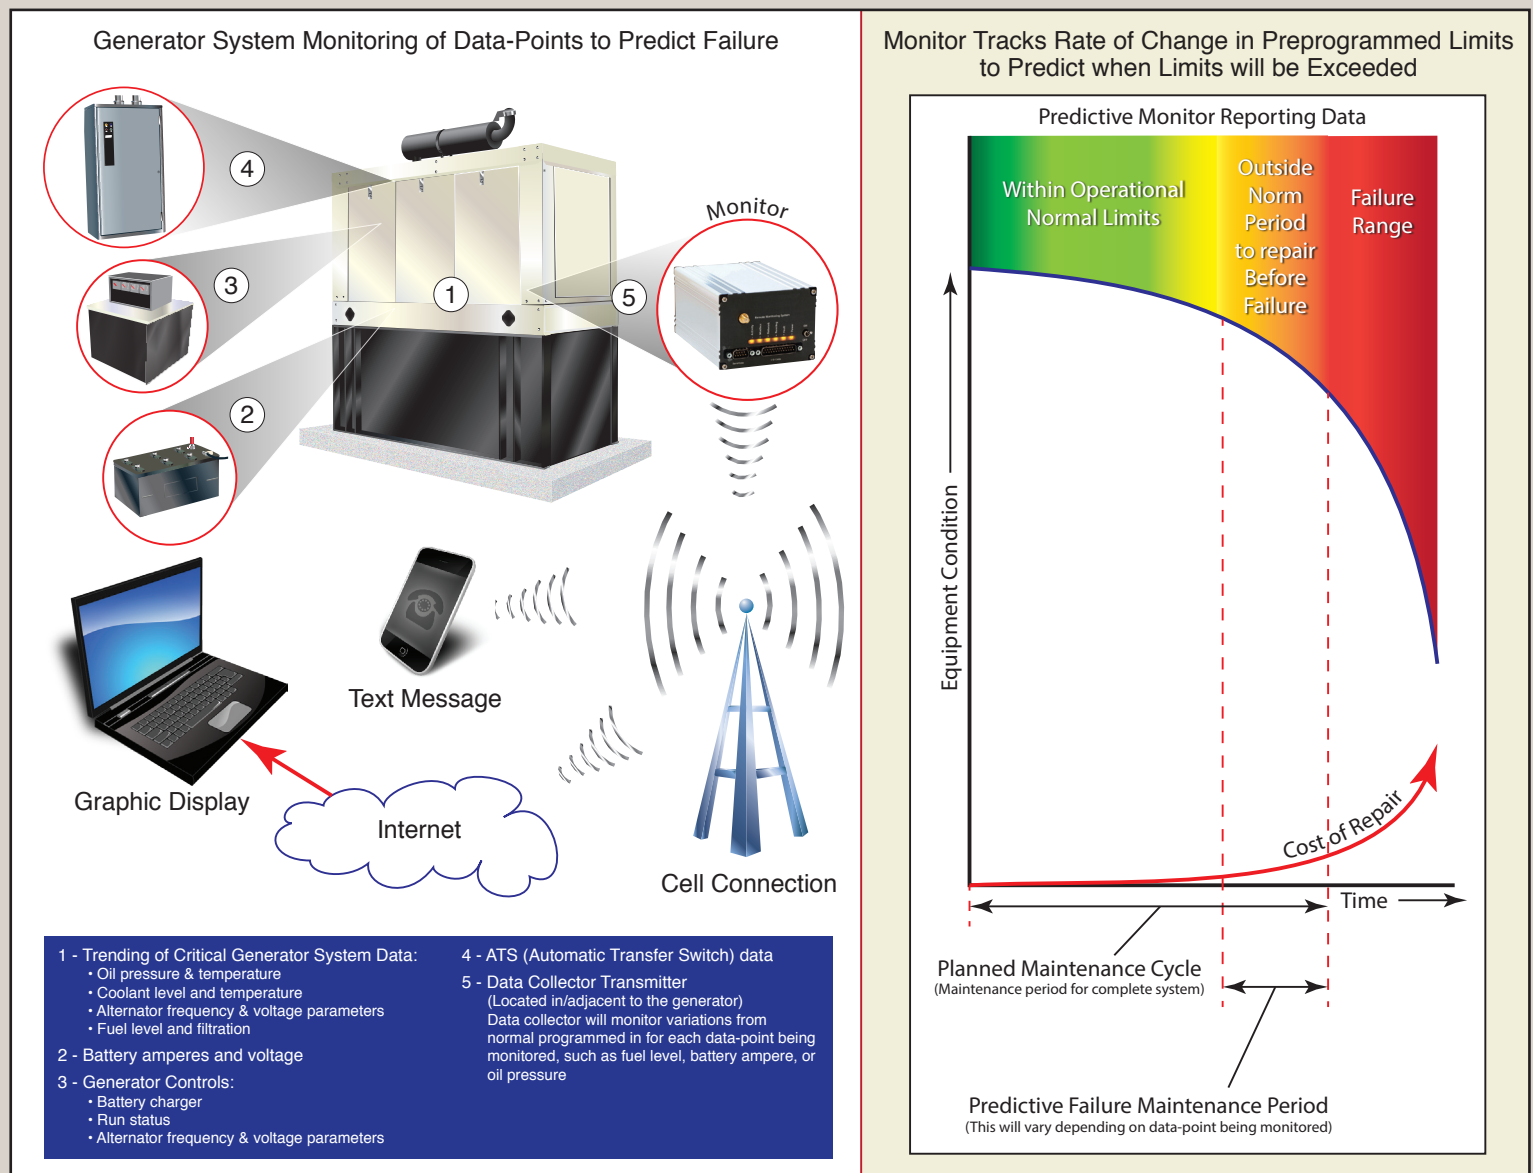 Generator System Monitoring of Data-Points to Predict Failure
4
3
2
1
5
Monitor
Text Message
Graphic Display
Internet
Cell Connection
1 - Trending of Critical Generator System Data:
• Oil pressure & temperature
• Coolant level and temperature
• Alternator frequency & voltage parameters
• Fuel level and filtration
2 - Battery amperes and voltage
3 - Generator Controls:
• Battery charger
• Run status
• Alternator frequency & voltage parameters
4 - ATS (Automatic Transfer Switch) data
5 - Data Collector Transmitter
(Located in/adjacent to the generator)
Data collector will monitor variations from
normal programmed in for each data-point being
monitored, such as fuel level, battery ampere, or
oil pressure
Monitor Tracks Rate of Change in Preprogrammed Limits
to Predict when Limits will be Exceeded
Predictive Monitor Reporting Data
Within Operational
Normal Limits
Outside
Norm
Period
to repair
Before
Failure
Failure
Range
Equipment Condition
Cost of Repair
Time
Planned Maintenance Cycle
(Maintenance period for complete system)
Predictive Failure Maintenance Period
(This will vary depending on data-point being monitored)